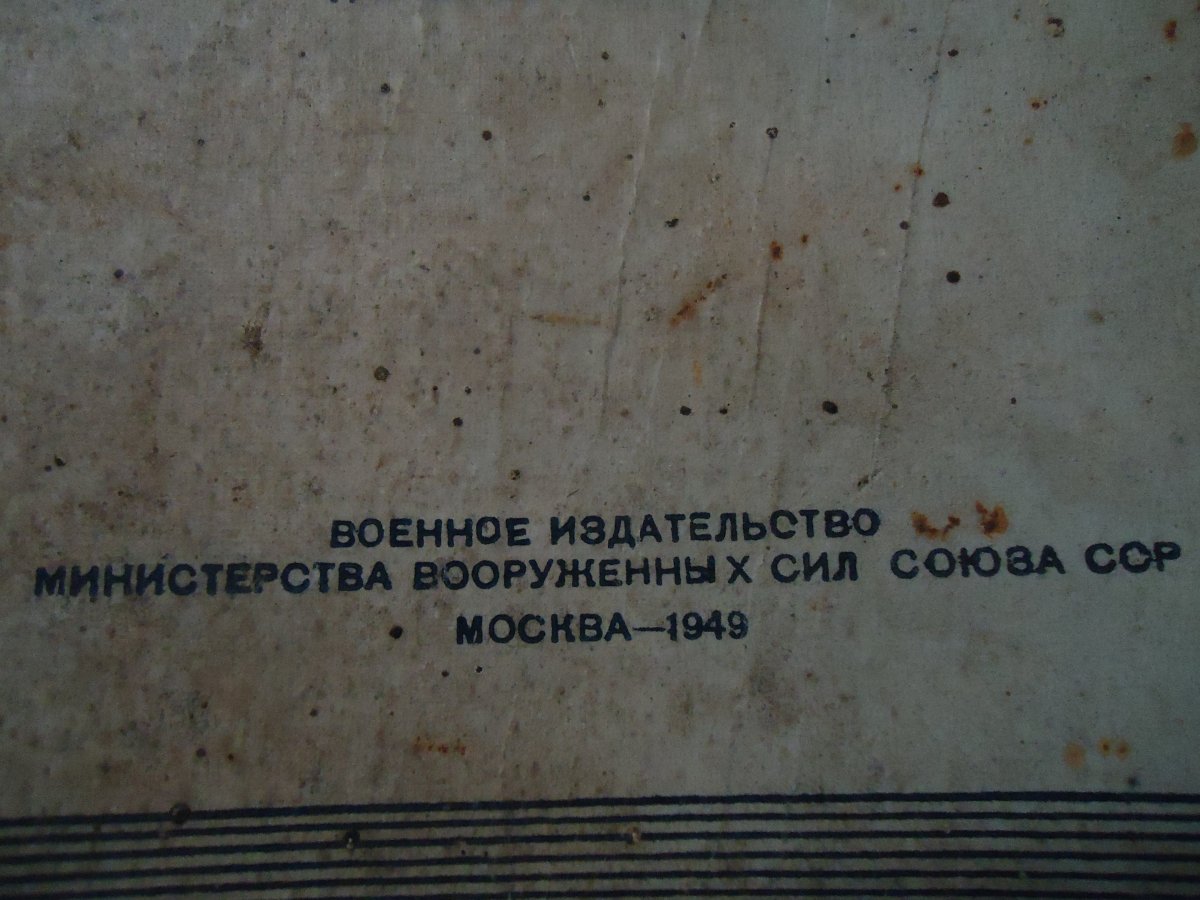 ВОЕННОЕ ИЗДАТЕЛЬСТВО
МИНИСТЕРСТВА ВООРУЖЕННЫХ СИЛ СОЮЗА ССР
МОСКВА—1949